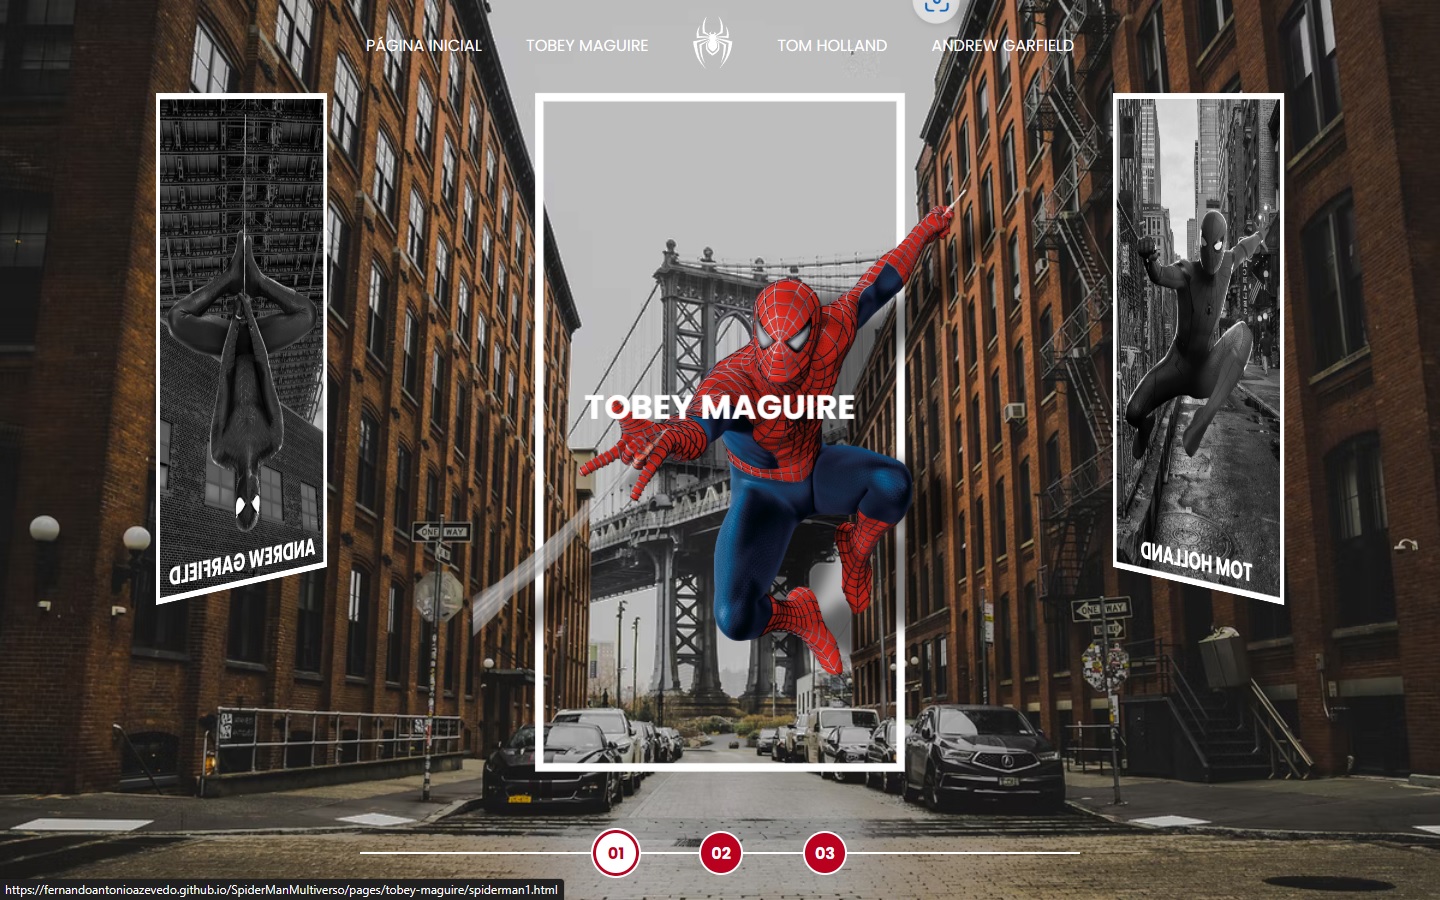 PÁGINA INICIAL
TOBEY MAGUIRE
TOM HOLLAND
ANDREW GARFIELD
TOBEY MAGUIRE
ANDREW GARFIELD
TOM HOLLAND
ONE WAY
ONE WAY
01
02
03
https://fernandoantonioazevedo.github.io/SpiderManMultiverso/pages/tobey-maguire/spiderman1.html